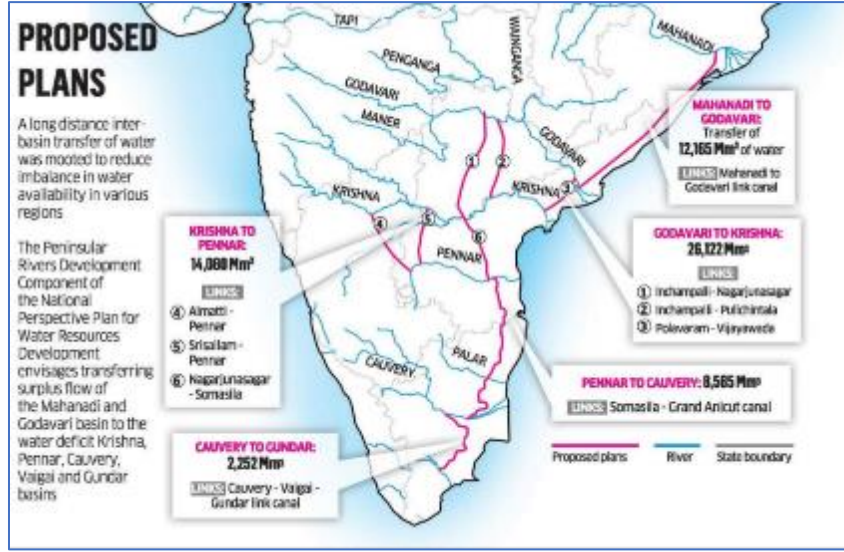 PROPOSED
PLANS
A long distance inter-
basin transfer of water
was mooted to reduce
imbalance in water
availability in various
regions
The Peninsular
Rivers Development
Component of
the National
Perspective Plan for
Water Resources
Development
envisages transferring
surplus flow of
the Mahanadi and
Godavari basin to the
water deficit Krishna,
Pennar, Cauvery,
Vaigai and Gundar
basins
TAPI
WAINGANGA
MAHANADI
PENGANGA
GODAVARI
MANER
GODAVARI
KRISHNA
KRISHNA
PENNAR
PALAR
CAUVERY
① ② ③ ④ ⑤ ⑥
MAHANADI TO
GODAVARI:
Transfer of
12,165 Mm³ of water
LINKS: Mahanadi to
Godavari link canal
GODAVARI TO KRISHNA:
26,122 Mm³
LINKS:
① Inchampalli - Nagarjunasagar
② Inchampalli - Pulichintala
③ Polavaram - Vijayaweda
KRISHNA TO
PENNAR:
14,080 Mm³
LINKS:
④ Almatti -
Pennar
⑤ Srisailam -
Pennar
⑥ Nagarjunasagar
- Somasila
PENNAR TO CAUVERY: 8,565 Mm³
LINKS: Somasila - Grand Anicut canal
CAUVERY TO GUNDAR:
2,252 Mm³
LINKS: Cauvery - Vaigai -
Gundar link canal
Proposed plans
River
State boundary